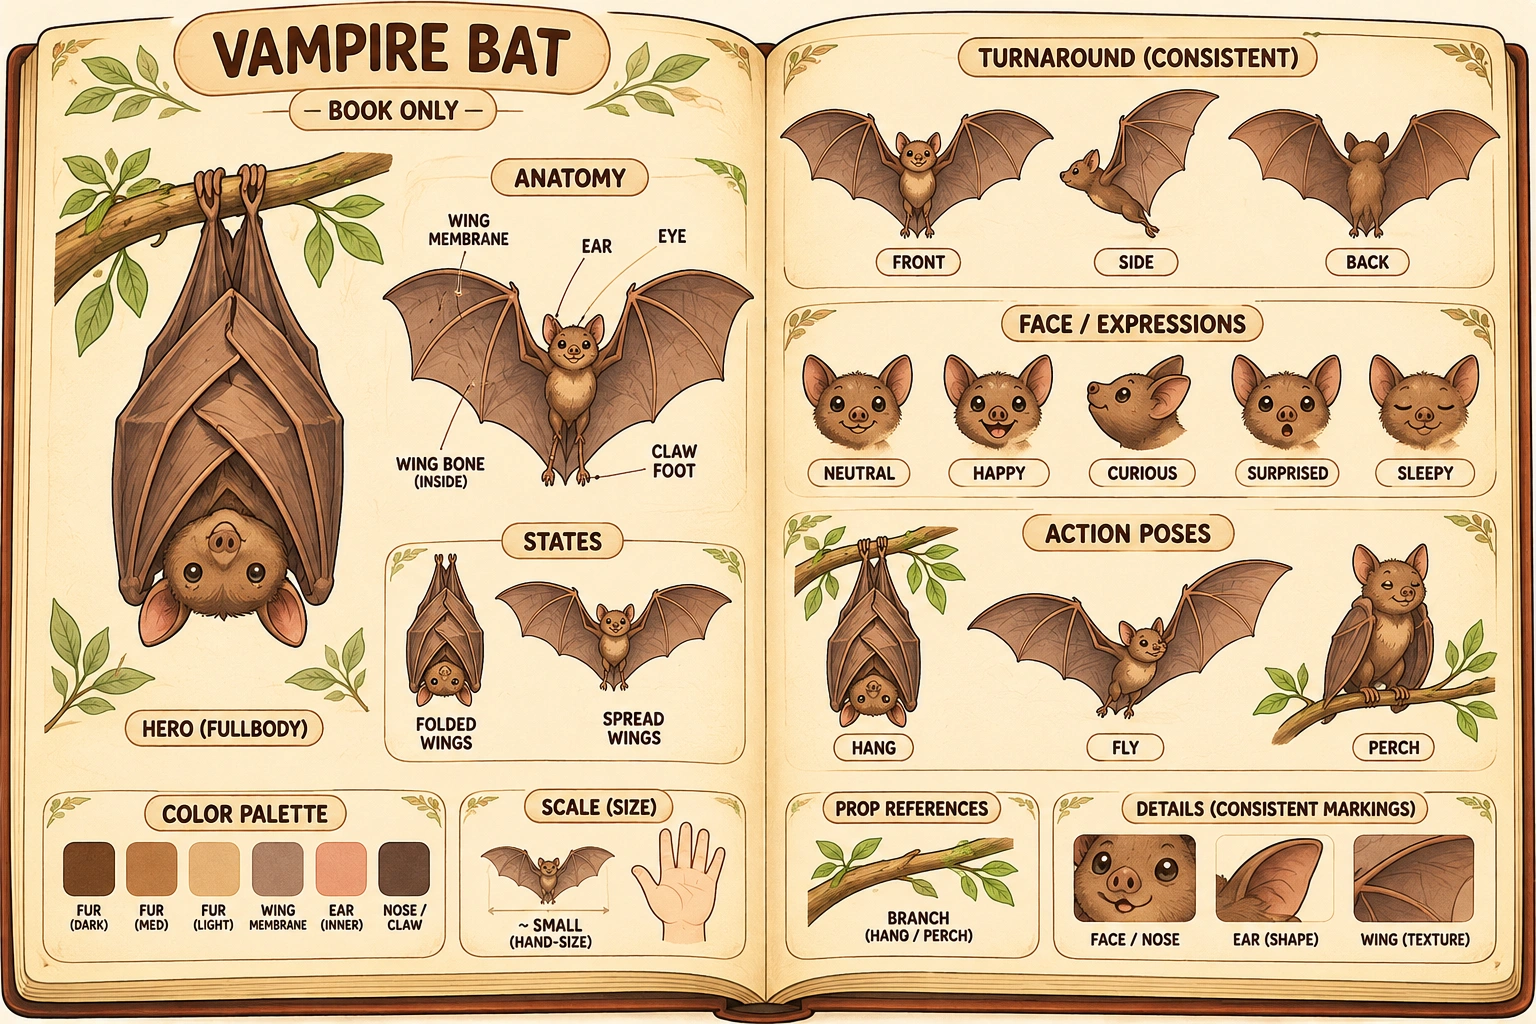 VAMPIRE BAT
– BOOK ONLY –
ANATOMY
WING
MEMBRANE
EAR
EYE
WING BONE
(INSIDE)
CLAW
FOOT
HERO (FULLBODY)
STATES
FOLDED
WINGS
SPREAD
WINGS
COLOR PALETTE
FUR
(DARK)
FUR
(MED)
FUR
(LIGHT)
WING
MEMBRANE
EAR
(INNER)
NOSE /
CLAW
SCALE (SIZE)
~ SMALL
(HAND-SIZE)
TURNAROUND (CONSISTENT)
FRONT
SIDE
BACK
FACE / EXPRESSIONS
NEUTRAL
HAPPY
CURIOUS
SURPRISED
SLEEPY
ACTION POSES
HANG
FLY
PERCH
PROP REFERENCES
BRANCH
(HANG / PERCH)
DETAILS (CONSISTENT MARKINGS)
FACE / NOSE
EAR (SHAPE)
WING (TEXTURE)